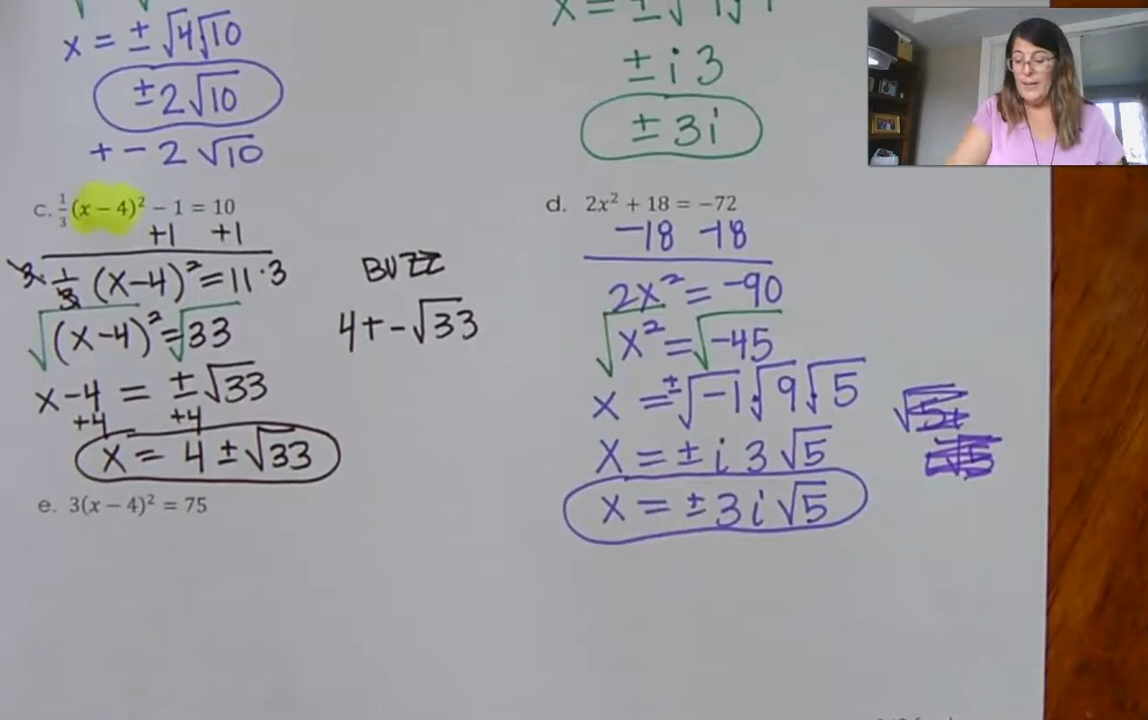 x = ± √4√10
± 2√10
+ - 2 √10
± i 3
± 3i
c. 1/3 (x − 4)² − 1 = 10
+1 +1
3 · 1/3 (x-4)² = 11·3
√(x-4)² = √33
x-4 = ± √33
+4 +4
x = 4 ± √33
BUZZ
4 + - √33
d. 2x² + 18 = −72
-18 -18
2x² = -90
√x² = √-45
x = ± √-1 · √9 · √5
x = ± i 3 √5
x = ± 3 i √5
e. 3(x − 4)² = 75